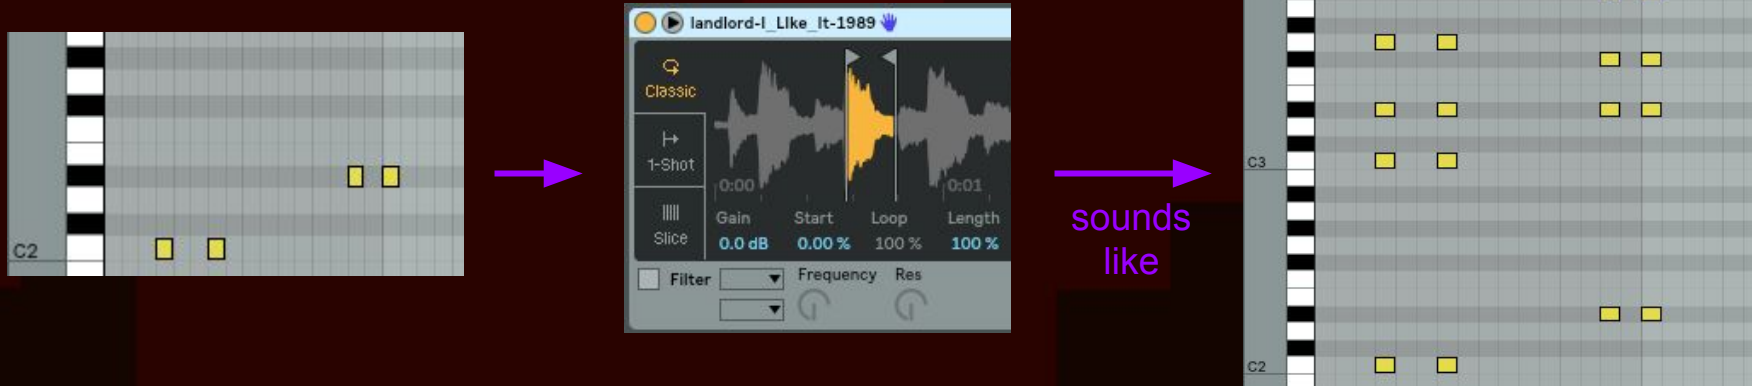 C2
landlord-I_LIke_It-1989
Classic
1-Shot
Slice
0:00
0:01
Gain
Start
Loop
Length
0.0 dB
0.00 %
100 %
100 %
Filter
Frequency
Res
sounds
like
C3
C2